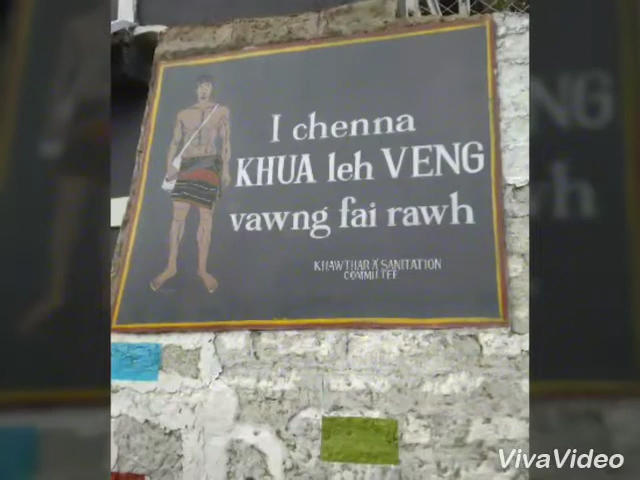 I chenna
KHUA leh VENG
vawng fai rawh
KHAWTHAR 'A' SANITATION
COMMITTEE
VivaVideo